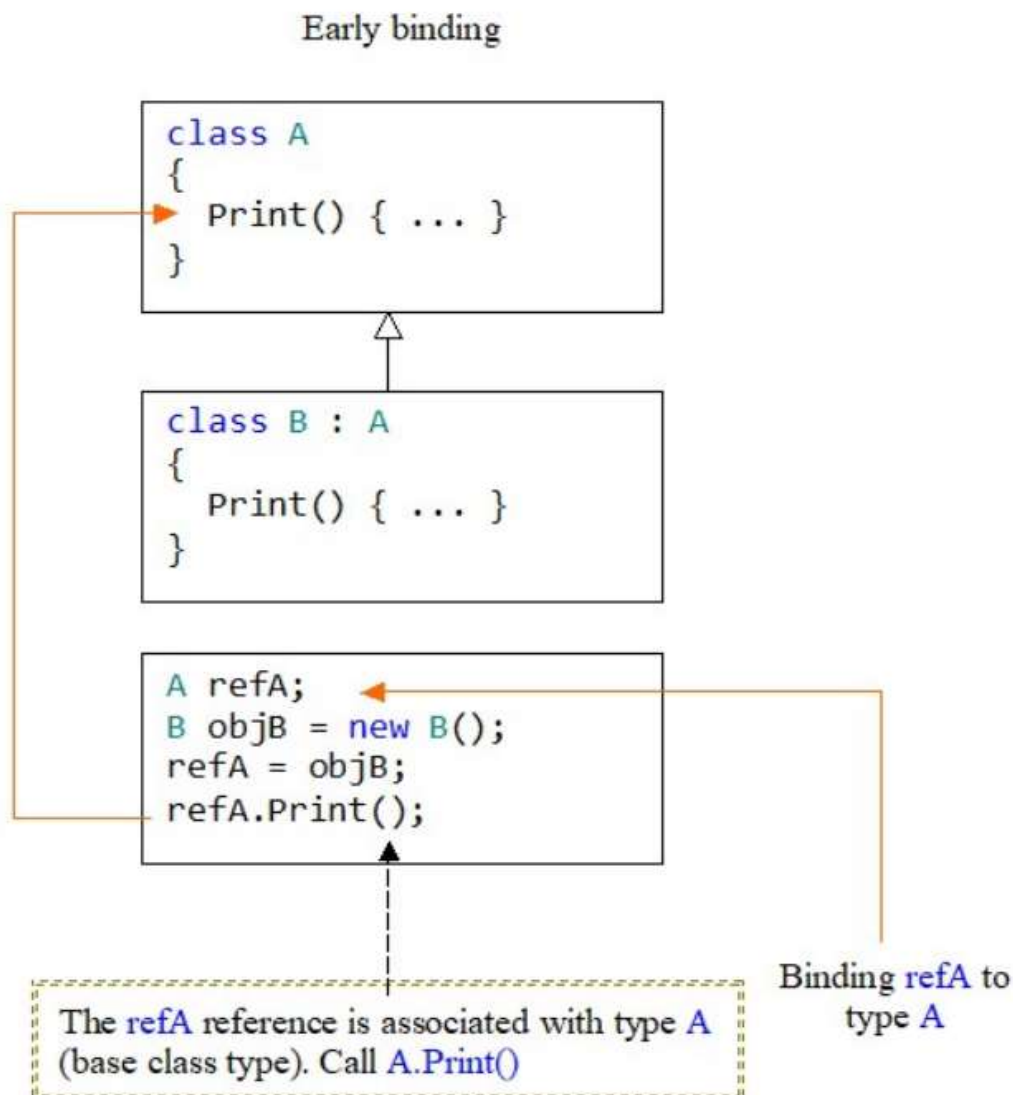 Early binding
class A
{
  Print() { ... }
}
class B : A
{
  Print() { ... }
}
A refA;
B objB = new B();
refA = objB;
refA.Print();
Binding refA to
type A
The refA reference is associated with type A
(base class type). Call A.Print()